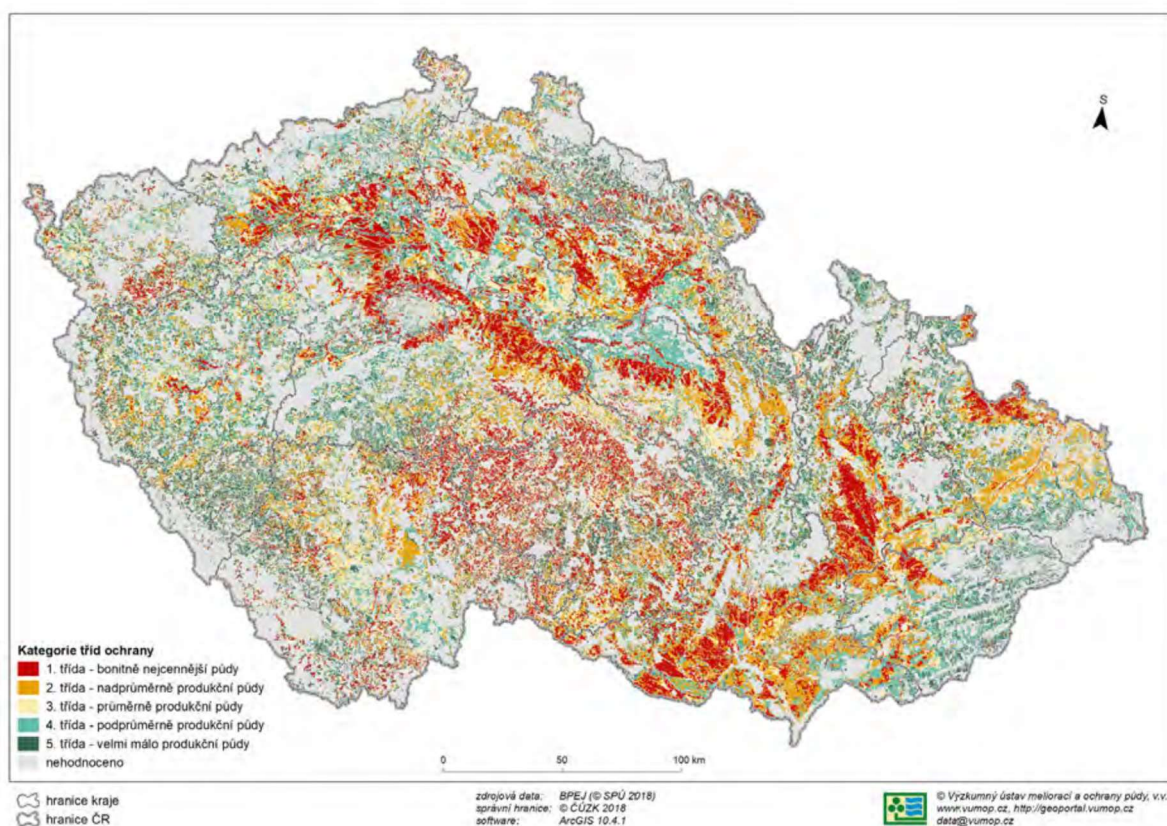 S
Kategorie tříd ochrany
1. třída - bonitně nejcennější půdy
2. třída - nadprůměrně produkční půdy
3. třída - průměrně produkční půdy
4. třída - podprůměrně produkční půdy
5. třída - velmi málo produkční půdy
nehodnoceno
0 50 100 km
hranice kraje
hranice ČR
zdrojová data: BPEJ (© SPÚ 2018)
správní hranice: © ČÚZK 2018
software: ArcGIS 10.4.1
© Výzkumný ústav meliorací a ochrany půdy, v.v.
www.vumop.cz, http://geoportal.vumop.cz
data@vumop.cz